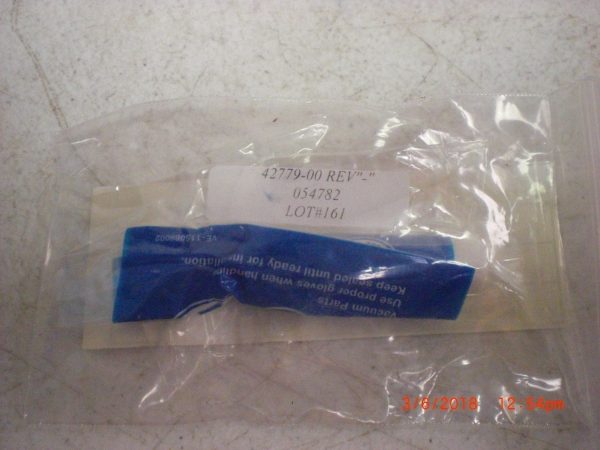 42779-00 REV"-"
054782
LOT#161
Vacuum Parts
Use proper gloves when handling.
Keep sealed until ready for installation.
3/6/2018 12:54pm